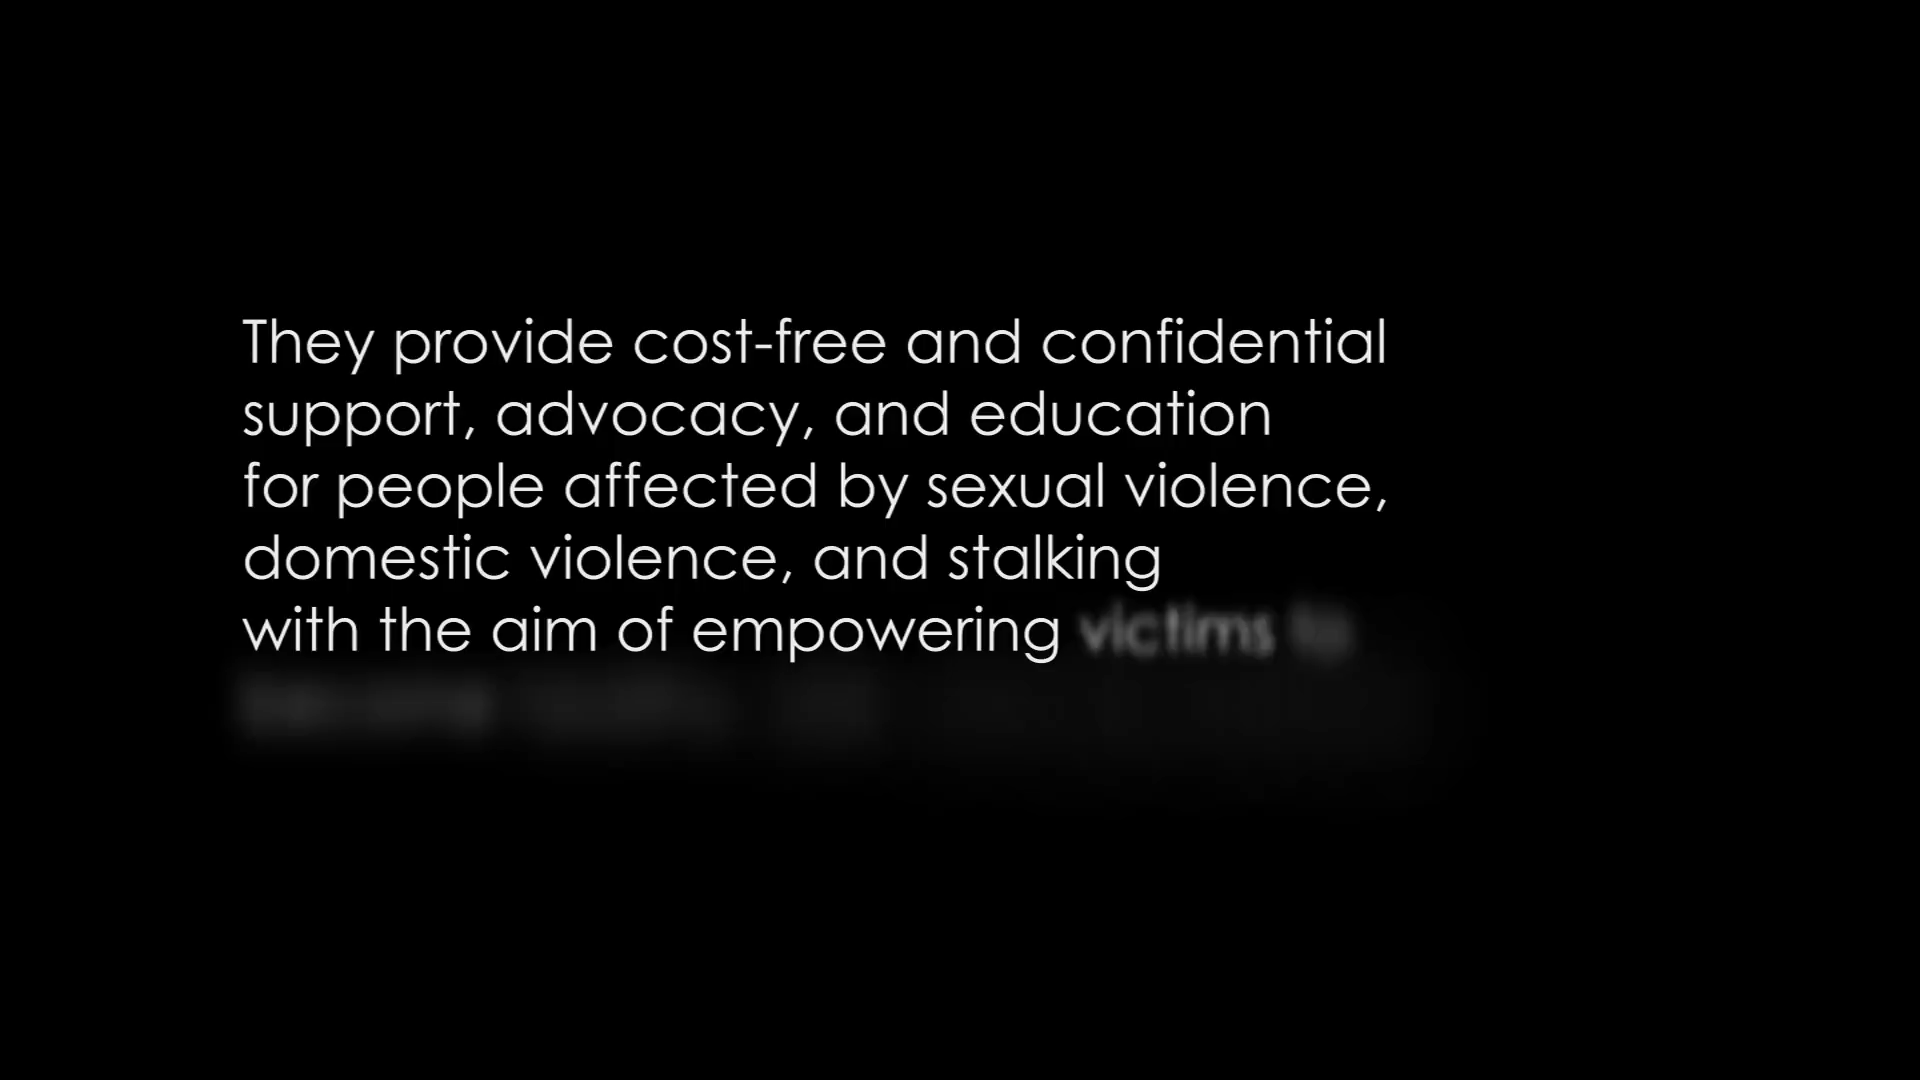 They provide cost-free and confidential
support, advocacy, and education
for people affected by sexual violence,
domestic violence, and stalking
with the aim of empowering victims to
become